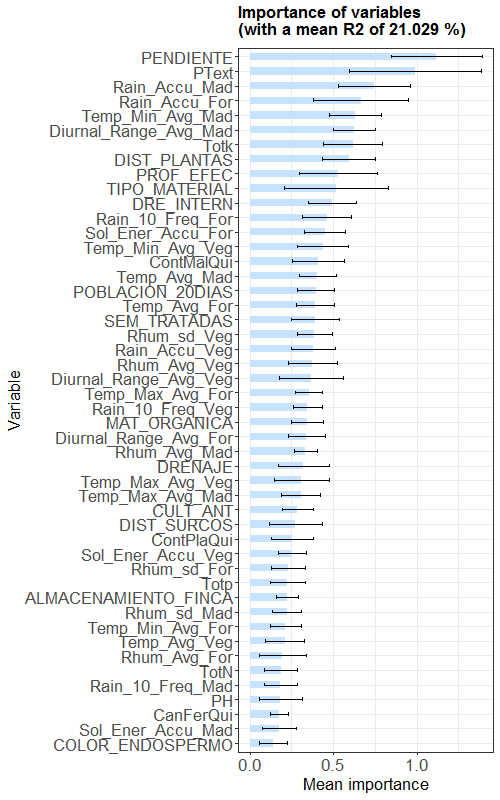 Importance of variables
(with a mean R2 of 21.029 %)
PENDIENTE
PText
Rain_Accu_Mad
Rain_Accu_For
Temp_Min_Avg_Mad
Diurnal_Range_Avg_Mad
Totk
DIST_PLANTAS
PROF_EFEC
TIPO_MATERIAL
DRE_INTERN
Rain_10_Freq_For
Sol_Ener_Accu_For
Temp_Min_Avg_Veg
ContMalQui
Temp_Avg_Mad
POBLACION_20DIAS
Temp_Avg_For
SEM_TRATADAS
Rhum_sd_Veg
Rain_Accu_Veg
Rhum_Avg_Veg
Diurnal_Range_Avg_Veg
Temp_Max_Avg_For
Rain_10_Freq_Veg
MAT_ORGANICA
Diurnal_Range_Avg_For
Rhum_Avg_Mad
DRENAJE
Temp_Max_Avg_Veg
Temp_Max_Avg_Mad
CULT_ANT
DIST_SURCOS
ContPlaQui
Sol_Ener_Accu_Veg
Rhum_sd_For
Totp
ALMACENAMIENTO_FINCA
Rhum_sd_Mad
Temp_Min_Avg_For
Temp_Avg_Veg
Rhum_Avg_For
TotN
Rain_10_Freq_Mad
PH
CanFerQui
Sol_Ener_Accu_Mad
COLOR_ENDOSPERMO
Variable
0.0 0.5 1.0
Mean importance